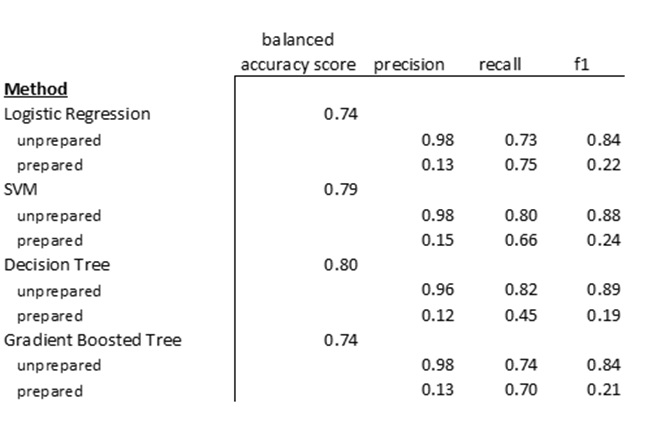 balanced
accuracy score precision recall f1
Method
Logistic Regression 0.74
unprepared 0.98 0.73 0.84
prepared 0.13 0.75 0.22
SVM 0.79
unprepared 0.98 0.80 0.88
prepared 0.15 0.66 0.24
Decision Tree 0.80
unprepared 0.96 0.82 0.89
prepared 0.12 0.45 0.19
Gradient Boosted Tree 0.74
unprepared 0.98 0.74 0.84
prepared 0.13 0.70 0.21